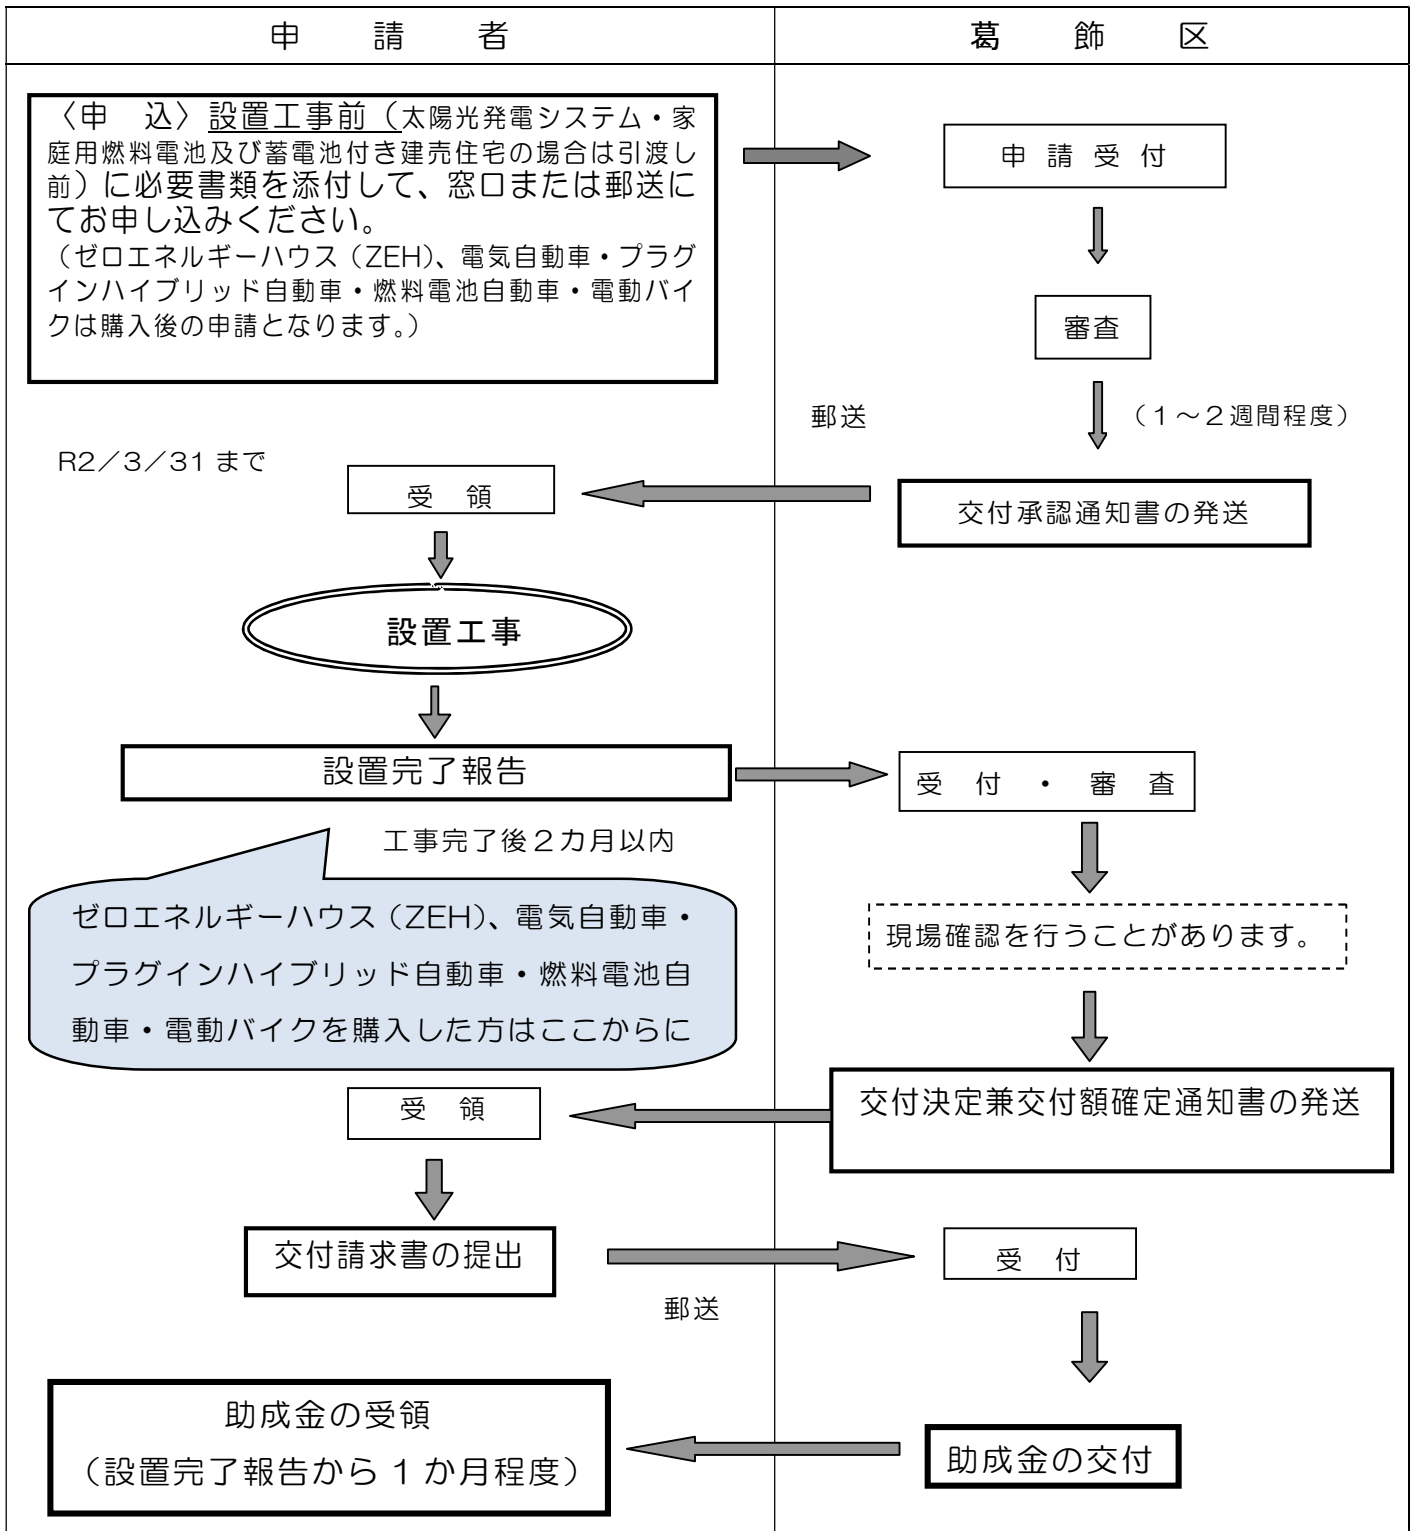 申請者
葛飾区
〈申 込〉設置工事前（太陽光発電システム・家
庭用燃料電池及び蓄電池付き建売住宅の場合は引渡し
前）に必要書類を添付して、窓口または郵送に
てお申し込みください。
（ゼロエネルギーハウス（ZEH）、電気自動車・プラグ
インハイブリッド自動車・燃料電池自動車・電動バイ
クは購入後の申請となります。）
申請受付
審査
郵送
（１～２週間程度）
R2／3／31まで
受 領
交付承認通知書の発送
設置工事
設置完了報告
受 付 ・ 審 査
工事完了後２カ月以内
ゼロエネルギーハウス（ZEH）、電気自動車・
プラグインハイブリッド自動車・燃料電池自
動車・電動バイクを購入した方はここからに
現場確認を行うことがあります。
受 領
交付決定兼交付額確定通知書の発送
交付請求書の提出
受 付
郵送
助成金の受領
（設置完了報告から1か月程度）
助成金の交付